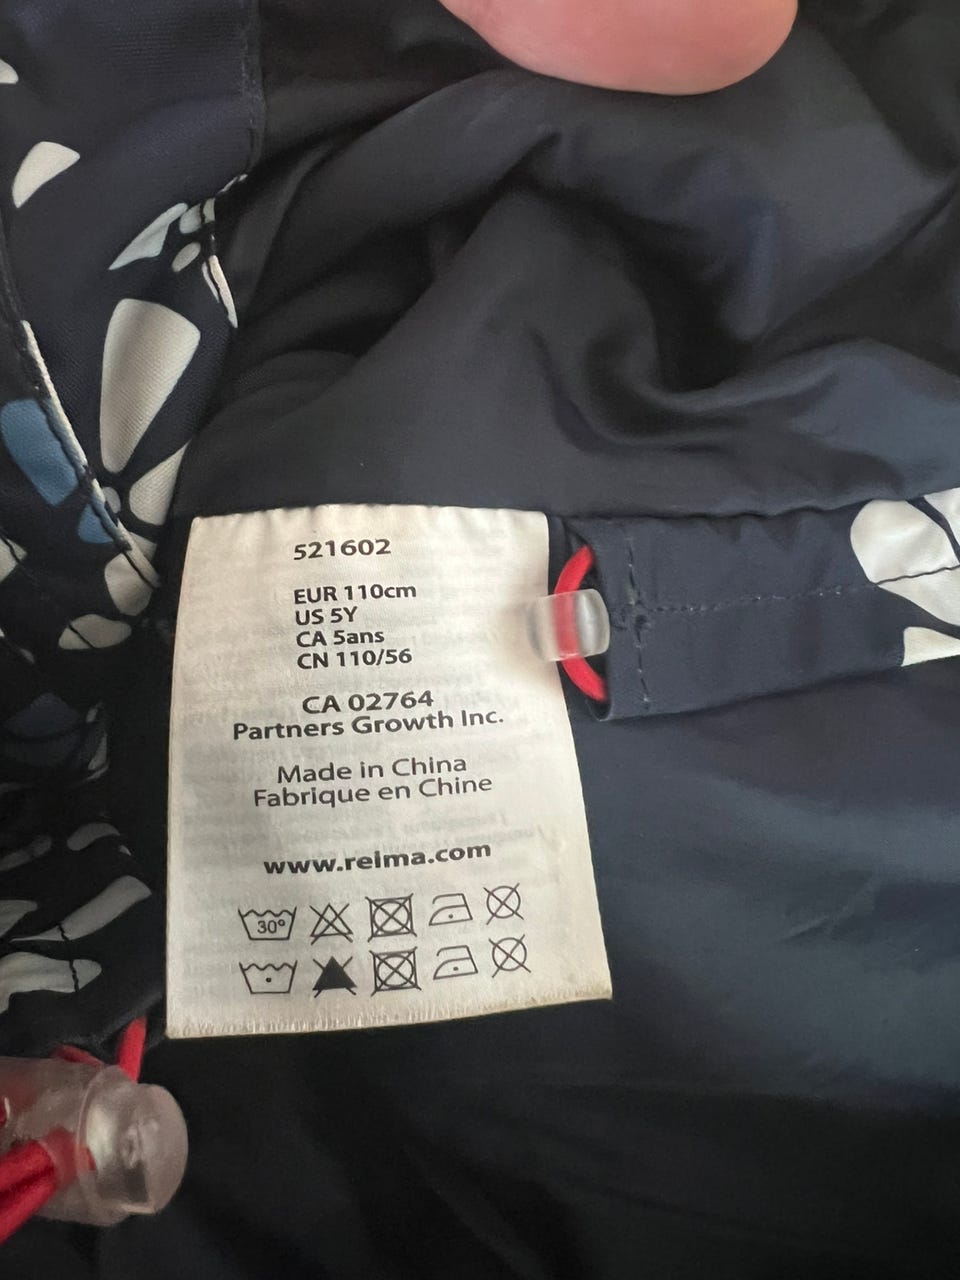 521602
EUR 110cm
US 5Y
CA 5ans
CN 110/56
CA 02764
Partners Growth Inc.
Made in China
Fabrique en Chine
www.reima.com
30°